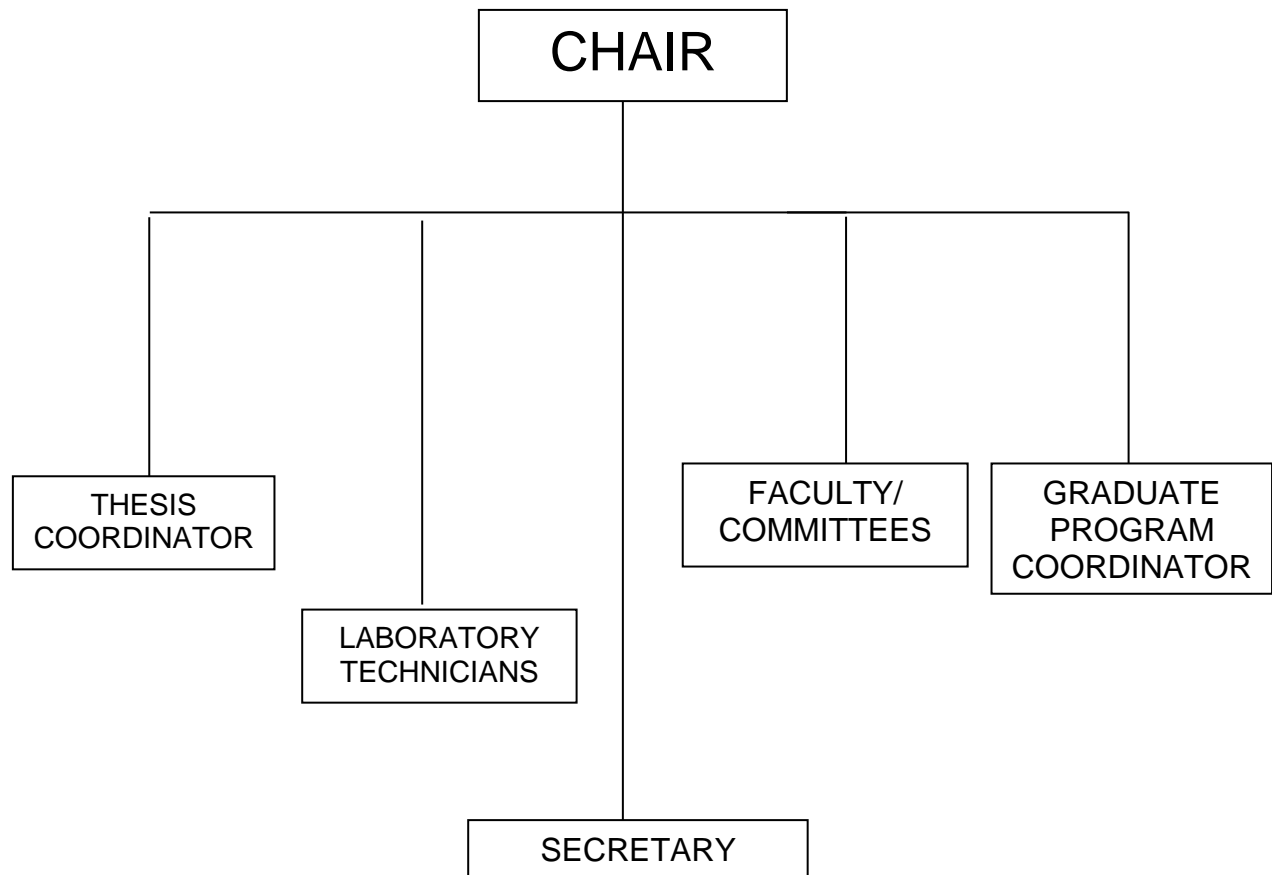 CHAIR
THESIS
COORDINATOR
FACULTY/
COMMITTEES
GRADUATE
PROGRAM
COORDINATOR
LABORATORY
TECHNICIANS
SECRETARY